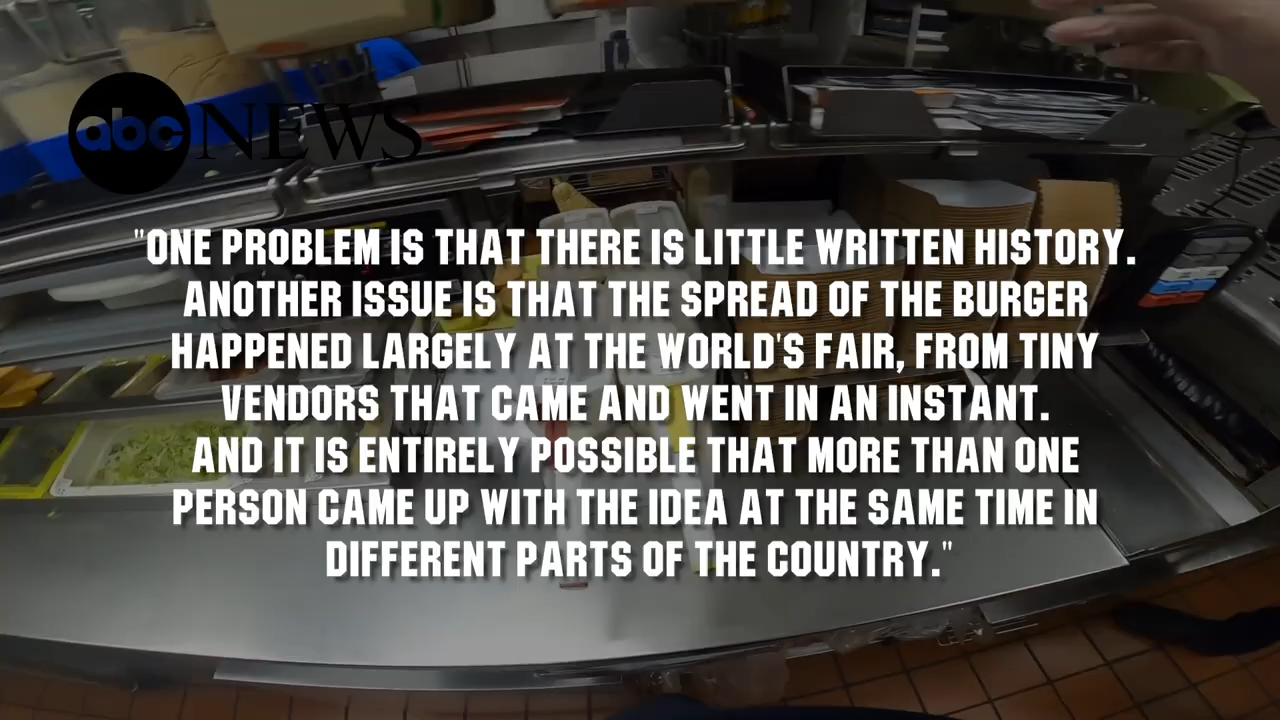 abc NEWS
"ONE PROBLEM IS THAT THERE IS LITTLE WRITTEN HISTORY.
ANOTHER ISSUE IS THAT THE SPREAD OF THE BURGER
HAPPENED LARGELY AT THE WORLD'S FAIR, FROM TINY
VENDORS THAT CAME AND WENT IN AN INSTANT.
AND IT IS ENTIRELY POSSIBLE THAT MORE THAN ONE
PERSON CAME UP WITH THE IDEA AT THE SAME TIME IN
DIFFERENT PARTS OF THE COUNTRY."